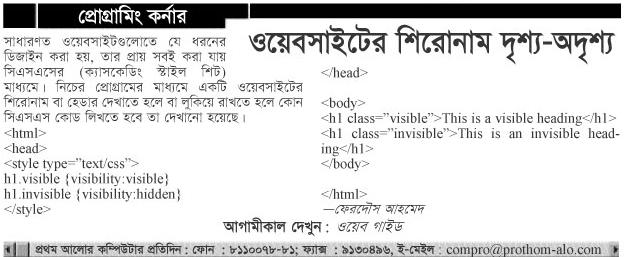 প্রোগ্রামিং কর্নার
ওয়েবসাইটের শিরোনাম দৃশ্য-অদৃশ্য
সাধারণত ওয়েবসাইটগুলোতে যে ধরনের
ডিজাইন করা হয়, তার প্রায় সবই করা যায়
সিএসএসের (ক্যাসকেডিং স্টাইল শিট)
মাধ্যমে। নিচের প্রোগ্রামের মাধ্যমে একটি ওয়েবসাইটের
শিরোনাম বা হেডার দেখাতে হলে বা লুকিয়ে রাখতে হলে কোন
সিএসএস কোড লিখতে হবে তা দেখানো হয়েছে।
<html>
<head>
<style type=”text/css”>
h1.visible {visibility:visible}
h1.invisible {visibility:hidden}
</style>
</head>
<body>
<h1 class=”visible”>This is a visible heading</h1>
<h1 class=”invisible”>This is an invisible head-
ing</h1>
</body>
</html>
—ফেরদৌস আহমেদ
আগামীকাল দেখুন : ওয়েব গাইড
প্রথম আলোর কম্পিউটার প্রতিদিন : ফোন : ৮১১০০৭৮-৮১; ফ্যাক্স : ৯১৩০৪৯৬, ই-মেইল : compro@prothom-alo.com